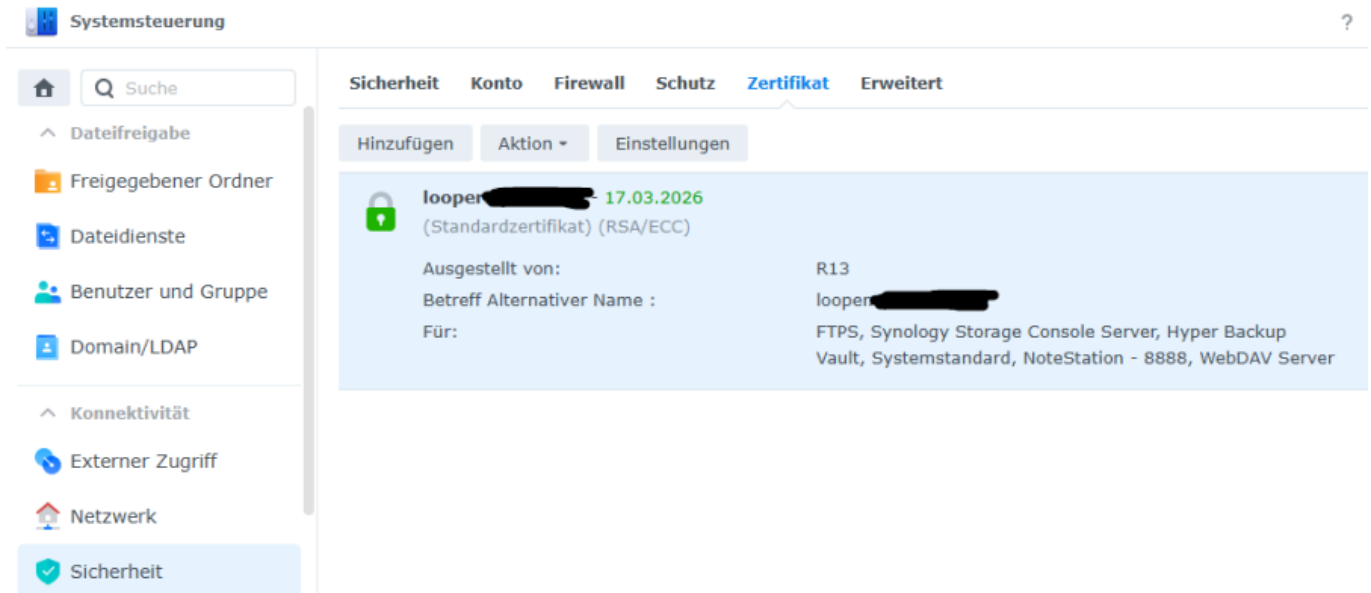 Systemsteuerung
?
Suche
Dateifreigabe
Freigegebener Ordner
Dateidienste
Benutzer und Gruppe
Domain/LDAP
Konnektivität
Externer Zugriff
Netzwerk
Sicherheit
Sicherheit Konto Firewall Schutz Zertifikat Erweitert
Hinzufügen Aktion Einstellungen
looper - 17.03.2026
(Standardzertifikat) (RSA/ECC)
Ausgestellt von: R13
Betreff Alternativer Name : looper
Für: FTPS, Synology Storage Console Server, Hyper Backup
Vault, Systemstandard, NoteStation - 8888, WebDAV Server